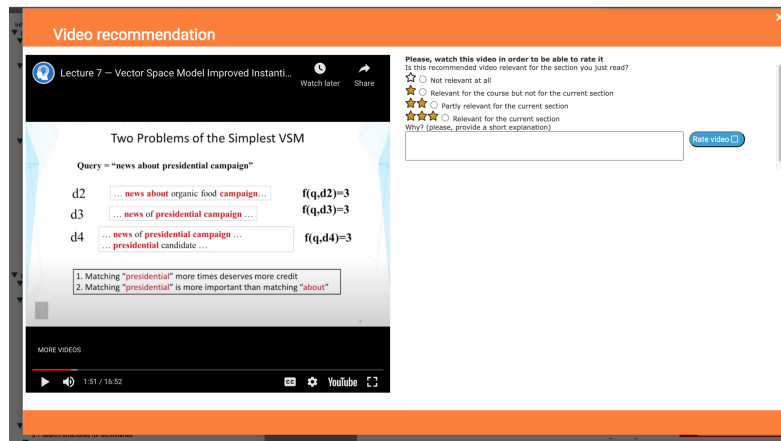 Video recommendation
Lecture 7 — Vector Space Model Improved Instanti...
Watch later
Share
Two Problems of the Simplest VSM
Query = “news about presidential campaign”
d2 … news about organic food campaign… f(q,d2)=3
d3 … news of presidential campaign … f(q,d3)=3
d4 … news of presidential campaign … f(q,d4)=3
… presidential candidate …
1. Matching “presidential” more times deserves more credit
2. Matching “presidential” is more important than matching “about”
MORE VIDEOS
1:51 / 16:52
CC
YouTube
Please, watch this video in order to be able to rate it
Is this recommended video relevant for the section you just read?
Not relevant at all
Relevant for the course but not for the current section
Partly relevant for the current section
Relevant for the current section
Why? (please, provide a short explanation)
Rate video